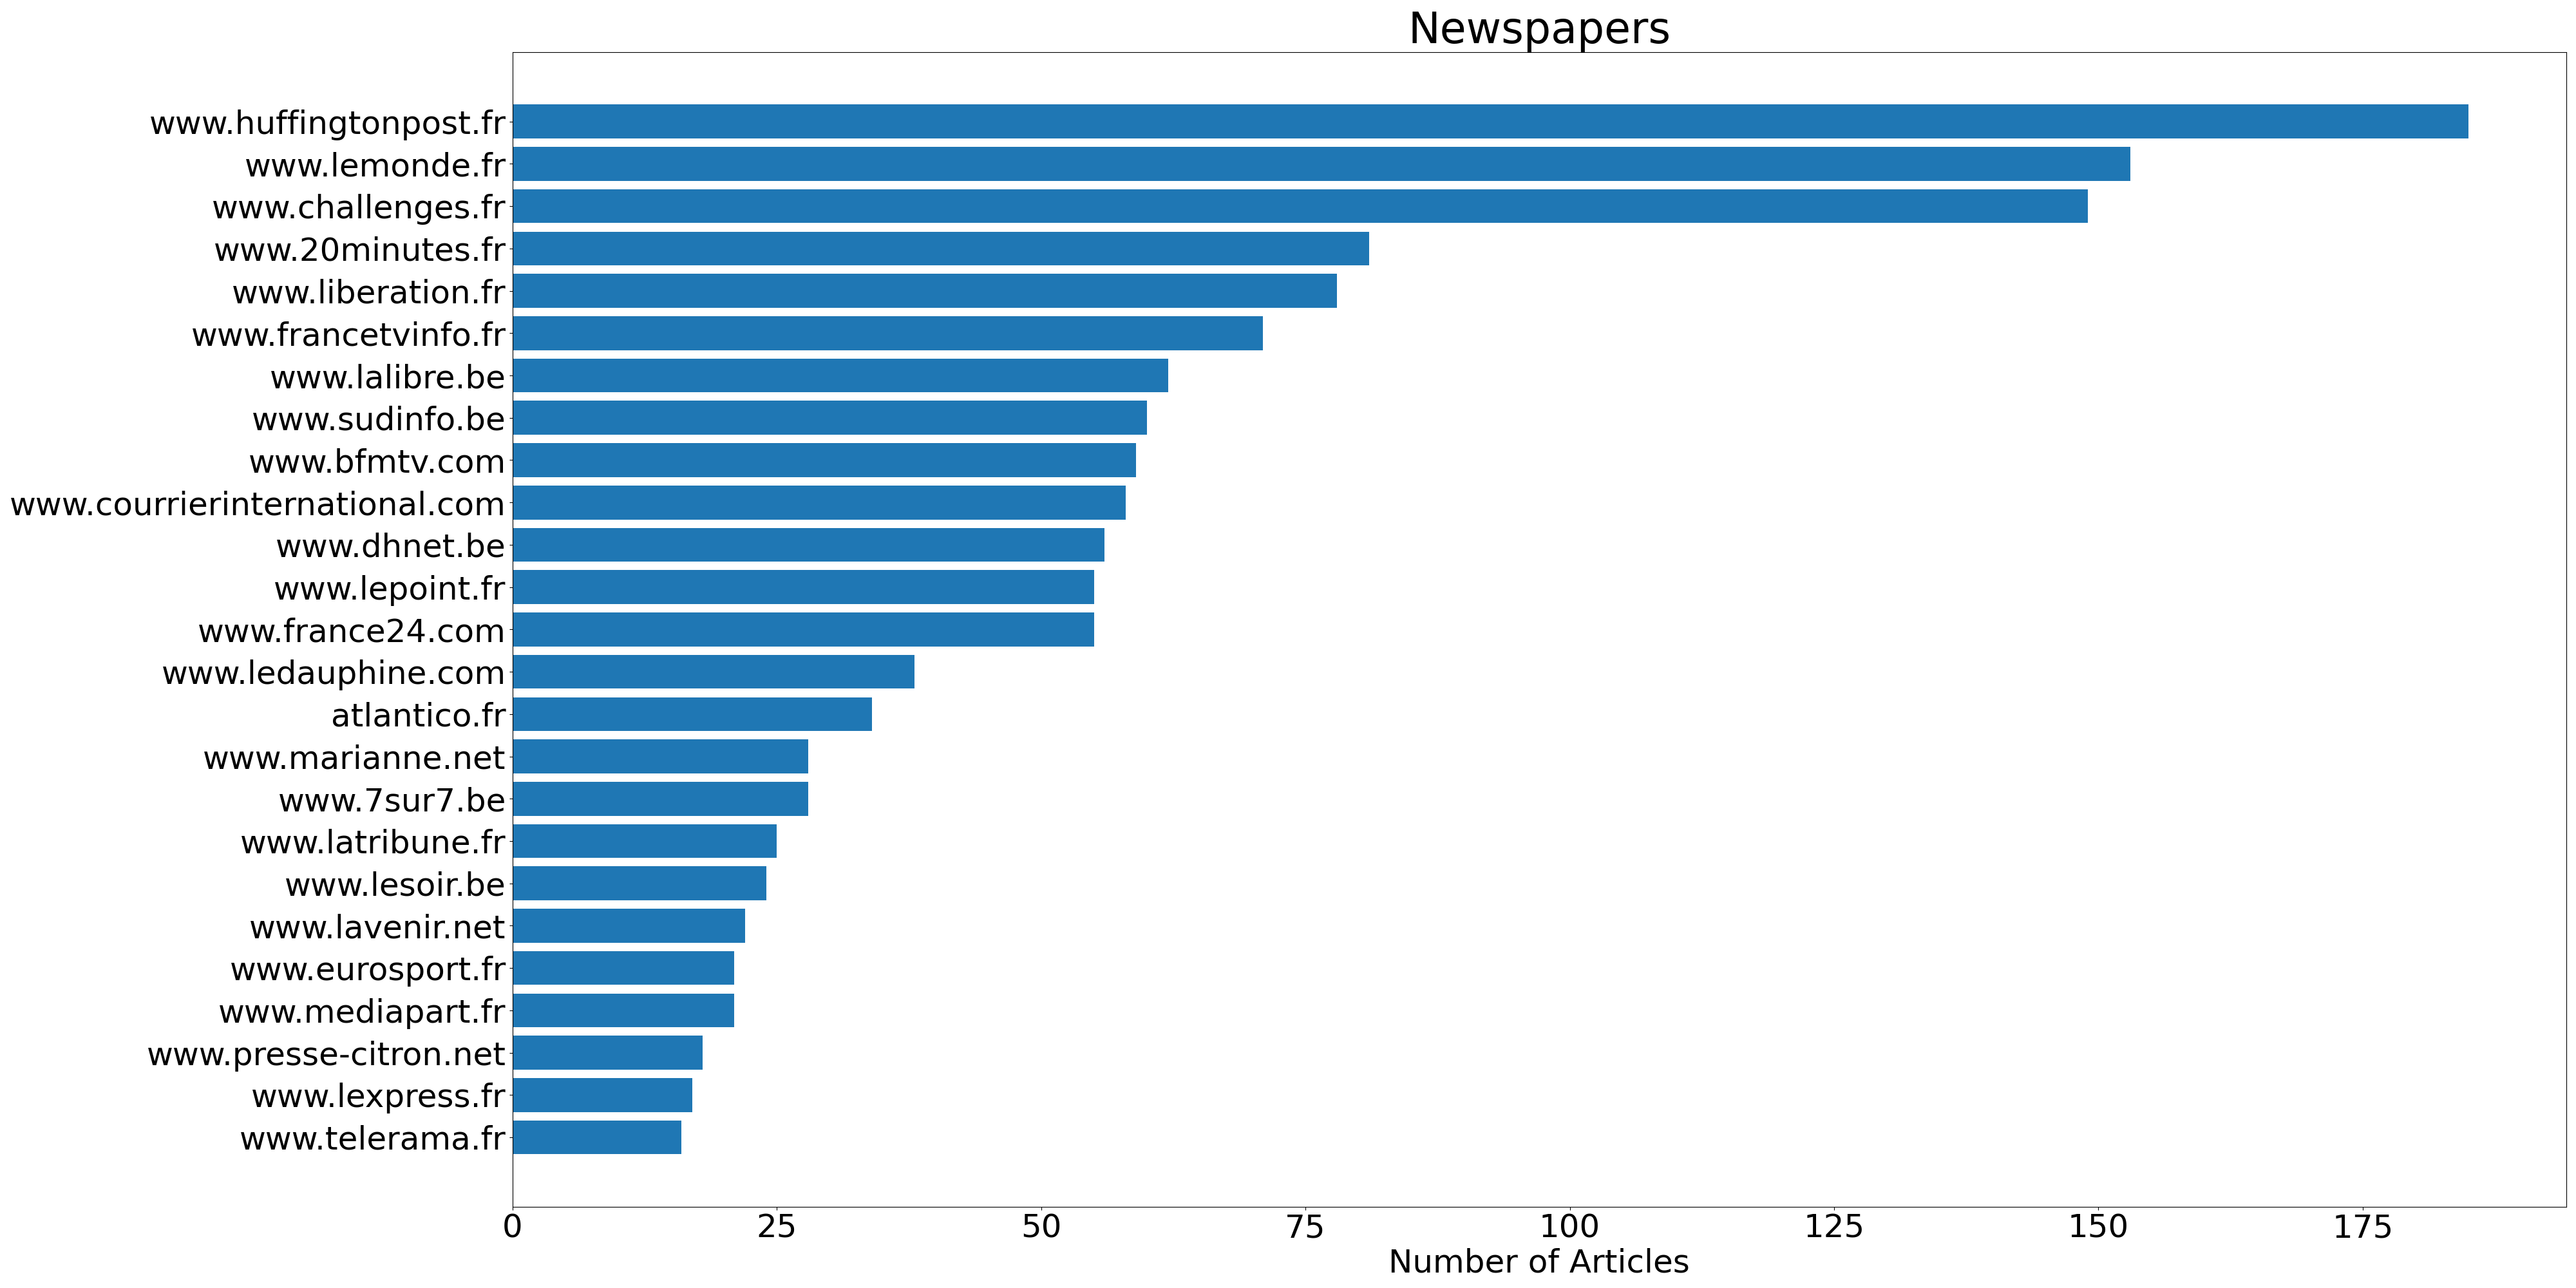 Newspapers
www.huffingtonpost.fr
www.lemonde.fr
www.challenges.fr
www.20minutes.fr
www.liberation.fr
www.francetvinfo.fr
www.lalibre.be
www.sudinfo.be
www.bfmtv.com
www.courrierinternational.com
www.dhnet.be
www.lepoint.fr
www.france24.com
www.ledauphine.com
atlantico.fr
www.marianne.net
www.7sur7.be
www.latribune.fr
www.lesoir.be
www.lavenir.net
www.eurosport.fr
www.mediapart.fr
www.presse-citron.net
www.lexpress.fr
www.telerama.fr
0 25 50 75 100 125 150 175
Number of Articles